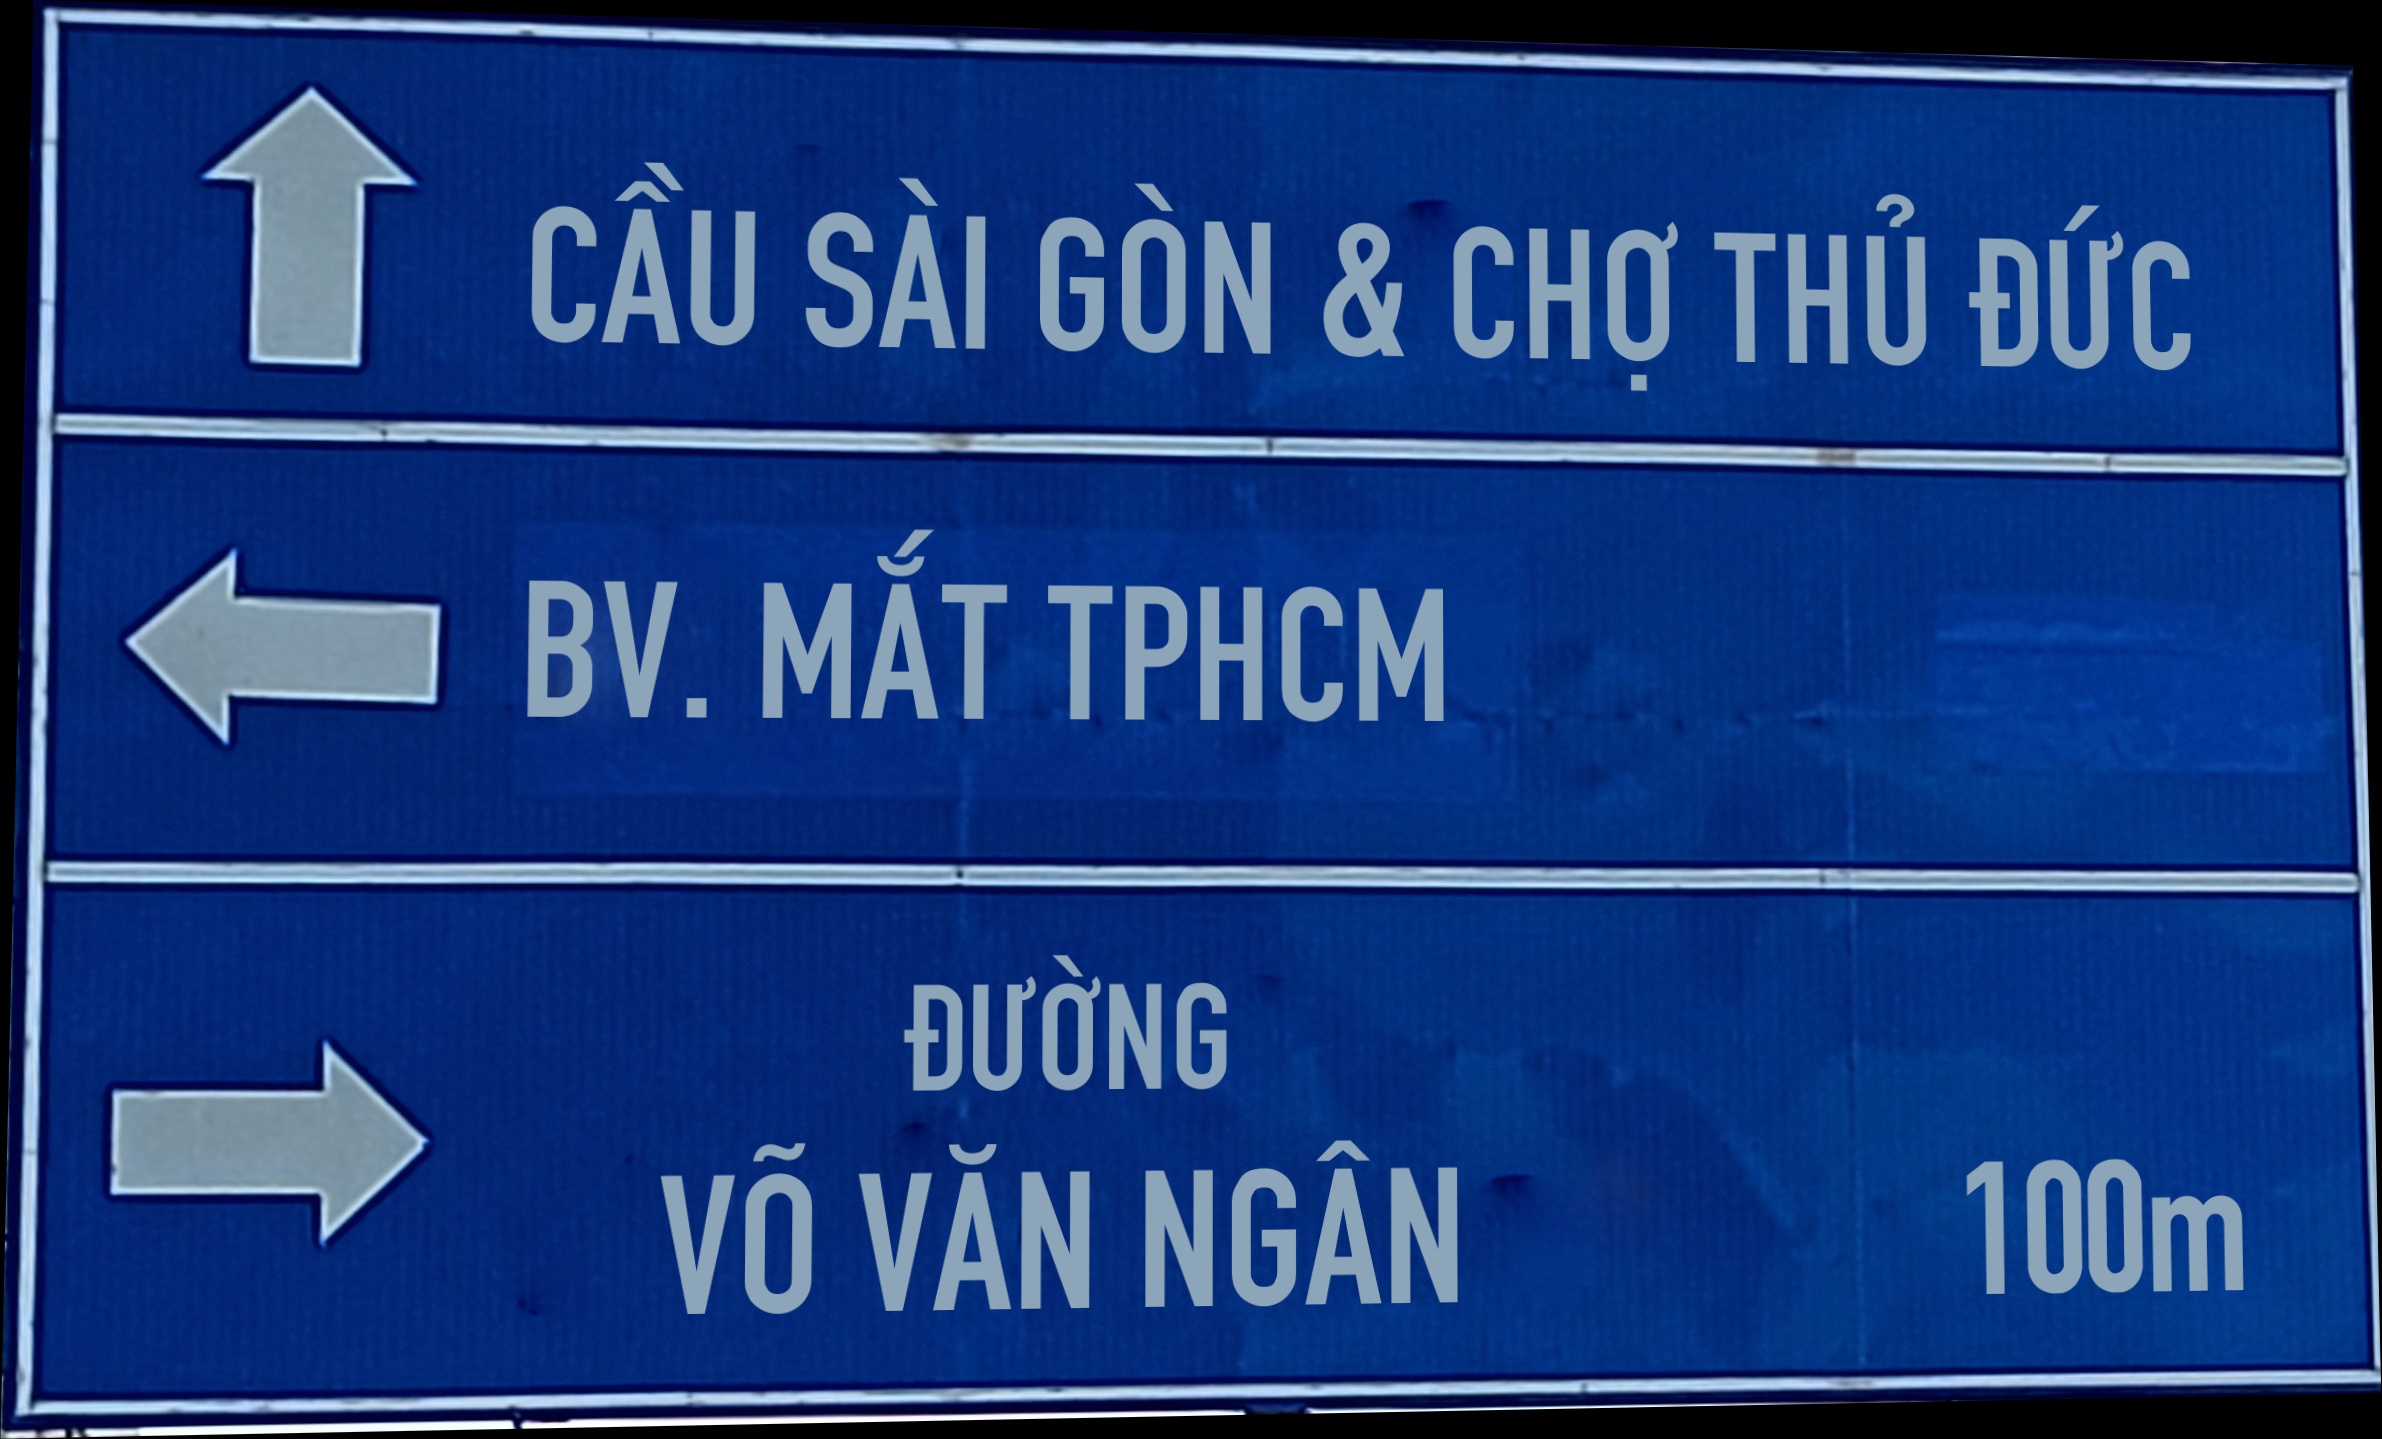 CẦU SÀI GÒN & CHỢ THỦ ĐỨC
BV. MẮT TPHCM
ĐƯỜNG
VÕ VĂN NGÂN 100m